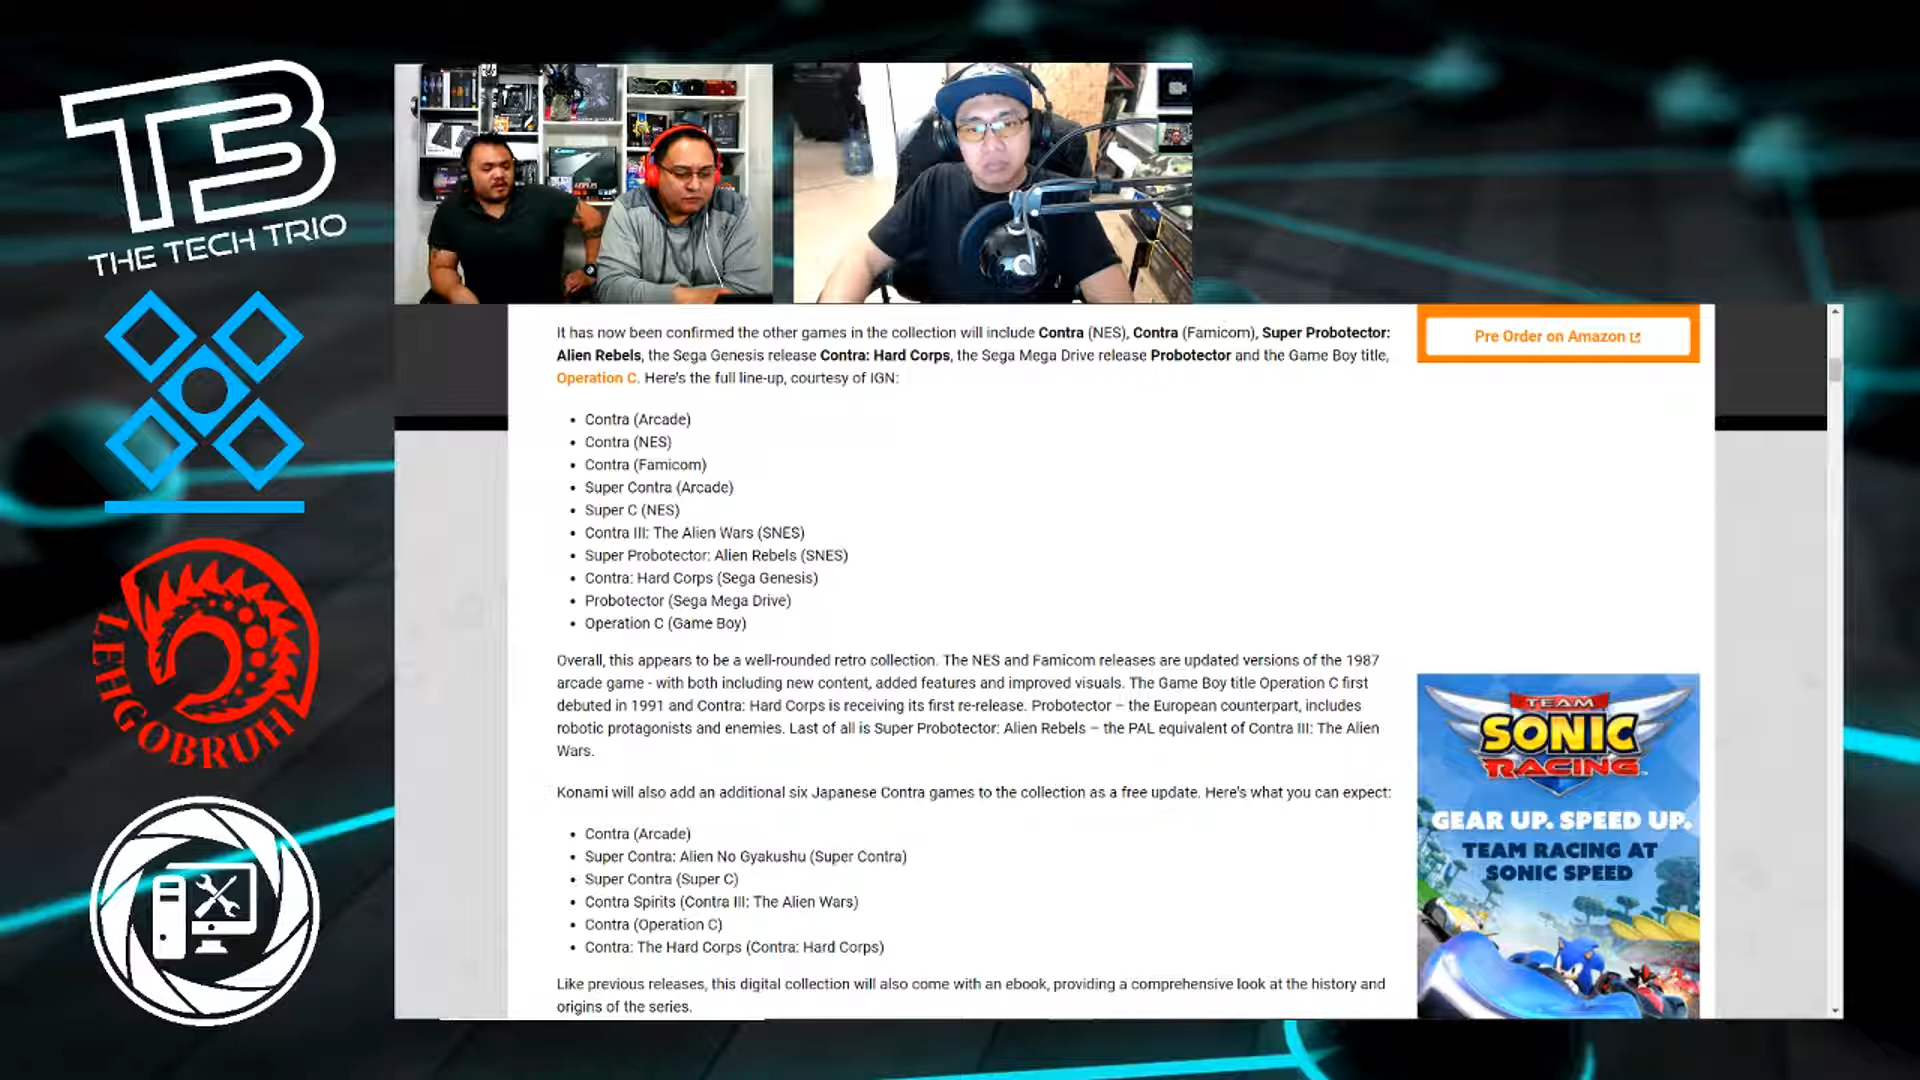 T3
THE TECH TRIO
LEHGOBRUH
It has now been confirmed the other games in the collection will include Contra (NES), Contra (Famicom), Super Probotector:
Alien Rebels, the Sega Genesis release Contra: Hard Corps, the Sega Mega Drive release Probotector and the Game Boy title,
Operation C. Here's the full line-up, courtesy of IGN:
• Contra (Arcade)
• Contra (NES)
• Contra (Famicom)
• Super Contra (Arcade)
• Super C (NES)
• Contra III: The Alien Wars (SNES)
• Super Probotector: Alien Rebels (SNES)
• Contra: Hard Corps (Sega Genesis)
• Probotector (Sega Mega Drive)
• Operation C (Game Boy)
Overall, this appears to be a well-rounded retro collection. The NES and Famicom releases are updated versions of the 1987
arcade game - with both including new content, added features and improved visuals. The Game Boy title Operation C first
debuted in 1991 and Contra: Hard Corps is receiving its first re-release. Probotector – the European counterpart, includes
robotic protagonists and enemies. Last of all is Super Probotector: Alien Rebels – the PAL equivalent of Contra III: The Alien
Wars.
Konami will also add an additional six Japanese Contra games to the collection as a free update. Here's what you can expect:
• Contra (Arcade)
• Super Contra: Alien No Gyakushu (Super Contra)
• Super Contra (Super C)
• Contra Spirits (Contra III: The Alien Wars)
• Contra (Operation C)
• Contra: The Hard Corps (Contra: Hard Corps)
Like previous releases, this digital collection will also come with an ebook, providing a comprehensive look at the history and
origins of the series.
Pre Order on Amazon
TEAM
SONIC
RACING
GEAR UP. SPEED UP.
TEAM RACING AT
SONIC SPEED